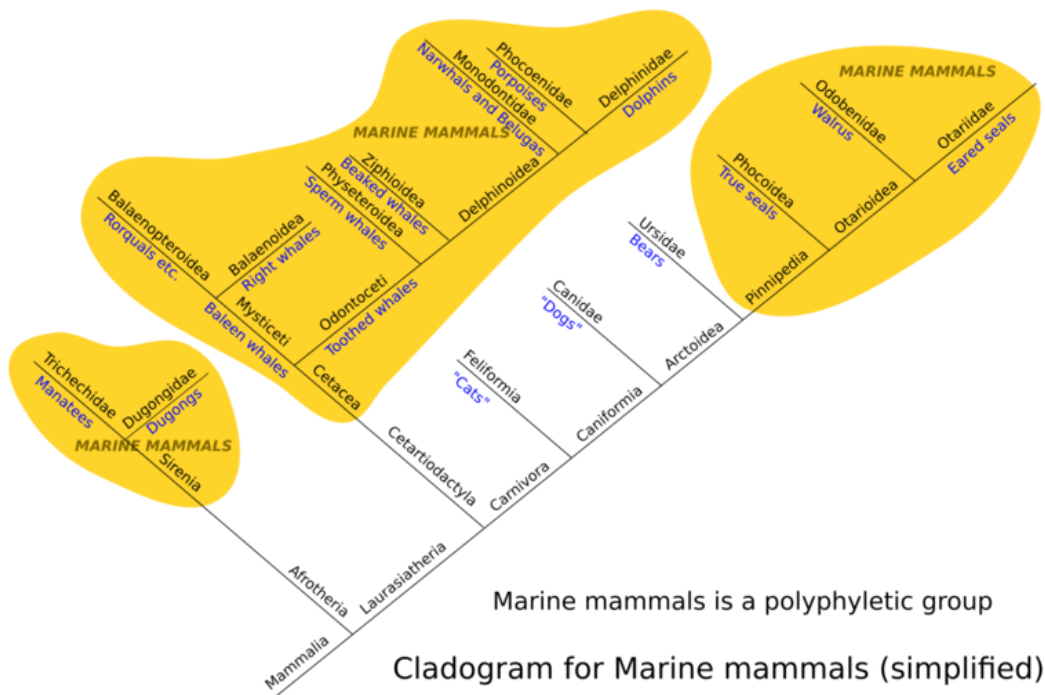 Phocoenidae
Porpoises
Monodontidae
Narwhals and Belugas
Delphinidae
Dolphins
MARINE MAMMALS
MARINE MAMMALS
Odobenidae
Walrus
Otariidae
Eared seals
Ziphioidea
Beaked whales
Physeteroidea
Sperm whales
Delphinoidea
Phocoidea
True seals
Otarioidea
Balaenopteroidea
Rorquals etc.
Balaenoidea
Right whales
Ursidae
Bears
Pinnipedia
Mysticeti
Baleen whales
Odontoceti
Toothed whales
Canidae
"Dogs"
Arctoidea
Trichechidae
Manatees
Dugongidae
Dugongs
MARINE MAMMALS
Sirenia
Cetacea
Feliformia
"Cats"
Caniformia
Cetartiodactyla
Carnivora
Afrotheria
Laurasiatheria
Mammalia
Marine mammals is a polyphyletic group
Cladogram for Marine mammals (simplified)